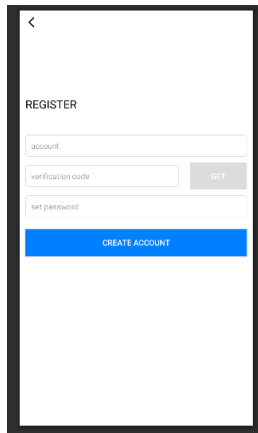 REGISTER
account
verification code
GET
set password
CREATE ACCOUNT